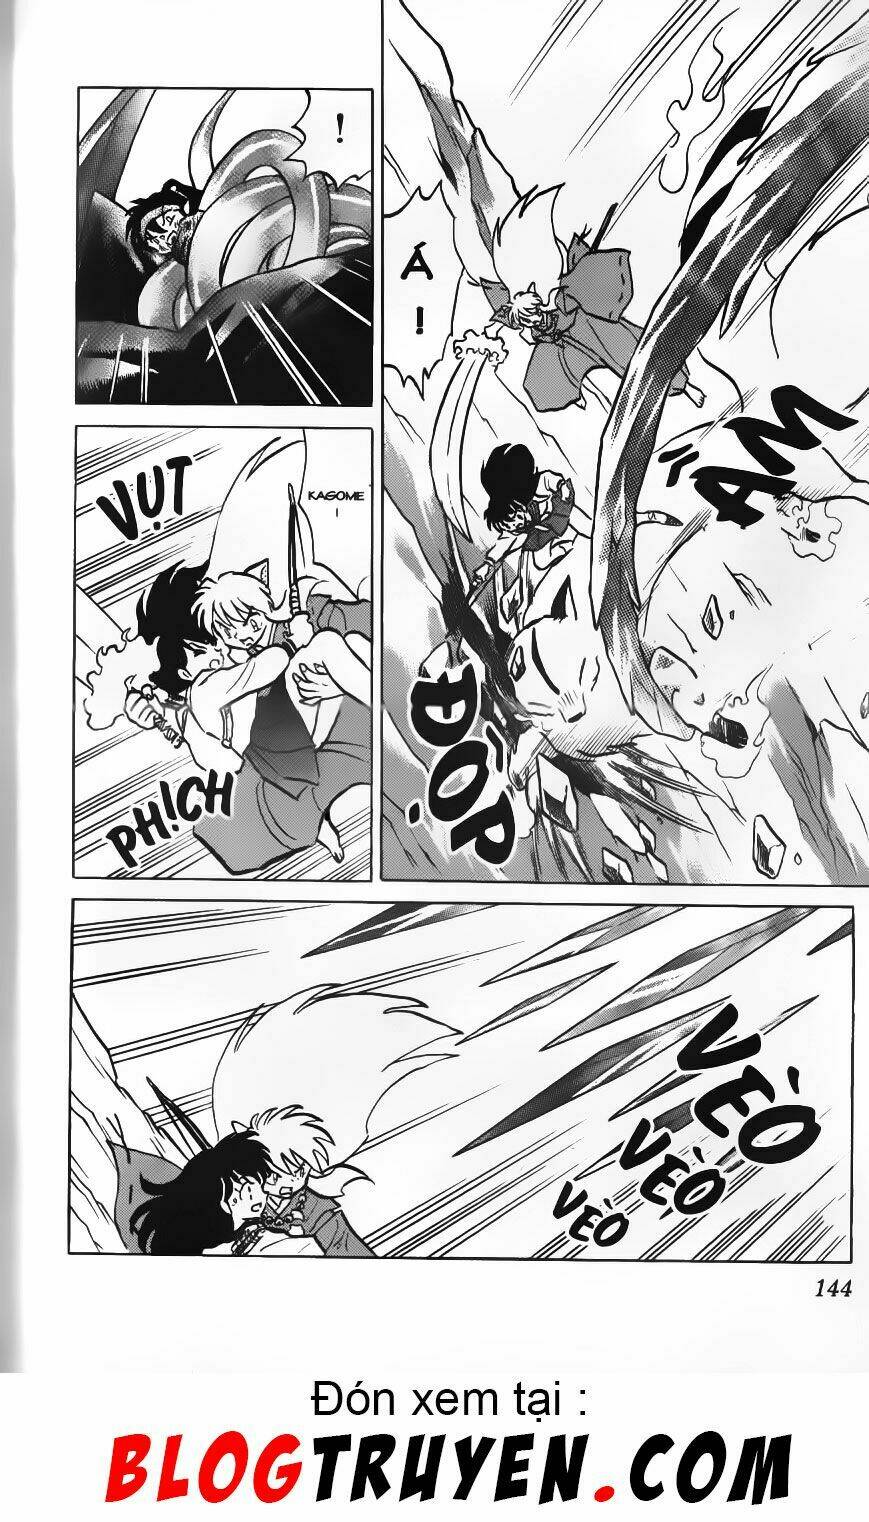 ẦM
Á!
ĐỐP
!
VỤT
KAGOME!
PHỊCH
VÈO
VÈO
VÈO
144
Đón xem tại :
BLOGTRUYEN.COM